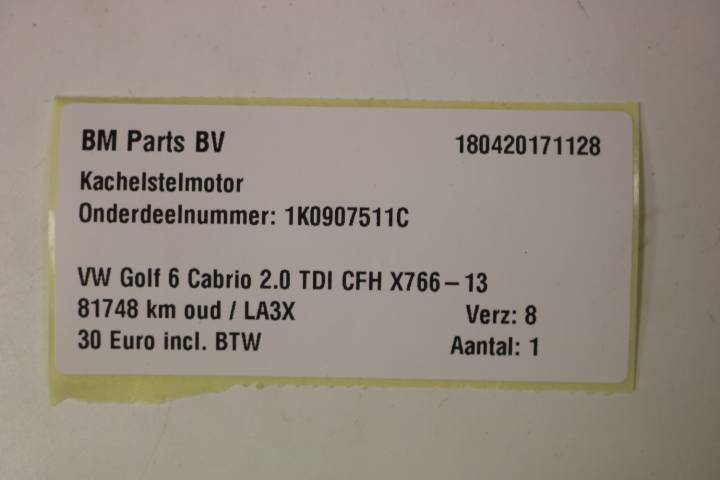 BM Parts BV 180420171128
Kachelstelmotor
Onderdeelnummer: 1K0907511C
VW Golf 6 Cabrio 2.0 TDI CFH X766-13
81748 km oud / LA3X Verz: 8
30 Euro incl. BTW Aantal: 1